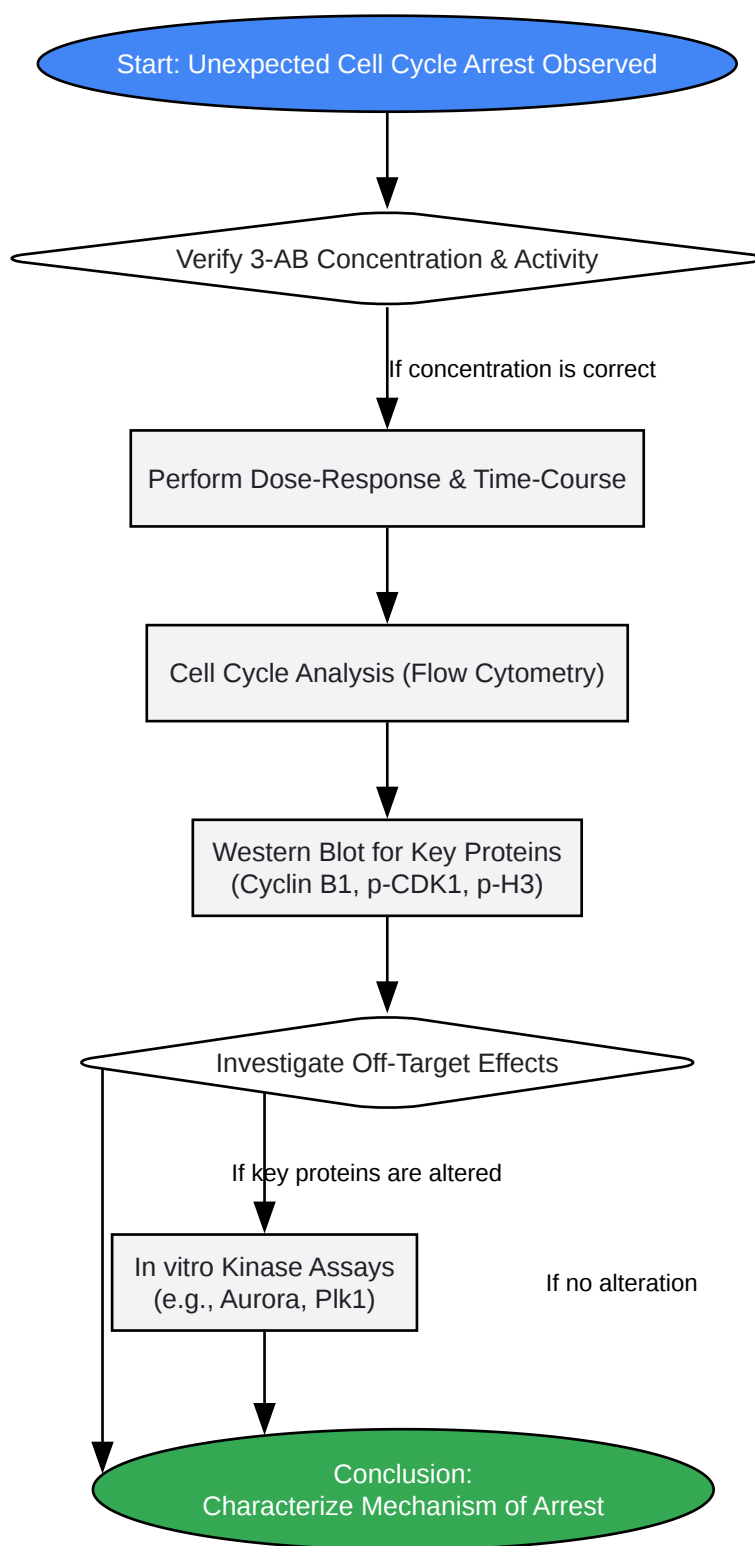 Start: Unexpected Cell Cycle Arrest Observed
Verify 3-AB Concentration & Activity
If concentration is correct
Perform Dose-Response & Time-Course
Cell Cycle Analysis (Flow Cytometry)
Western Blot for Key Proteins
(Cyclin B1, p-CDK1, p-H3)
Investigate Off-Target Effects
If key proteins are altered
In vitro Kinase Assays
(e.g., Aurora, Plk1)
If no alteration
Conclusion:
Characterize Mechanism of Arrest